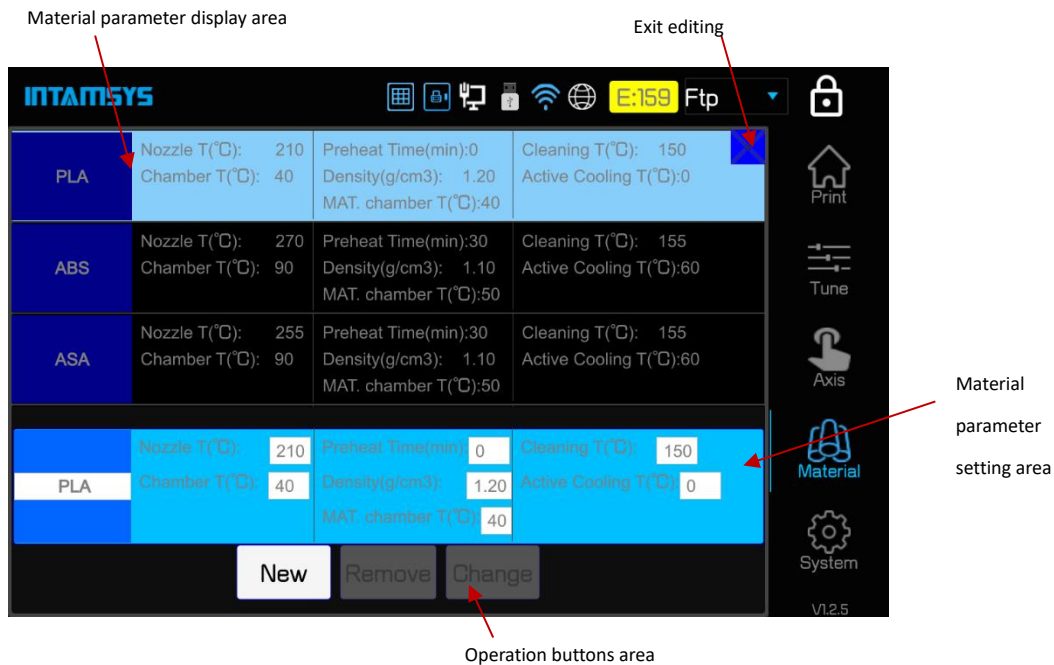 Material parameter display area
Exit editing
INTAMSYS
E:159 Ftp
PLA
Nozzle T(℃): 210
Chamber T(℃): 40
Preheat Time(min):0
Density(g/cm3): 1.20
MAT. chamber T(℃):40
Cleaning T(℃): 150
Active Cooling T(℃):0
ABS
Nozzle T(℃): 270
Chamber T(℃): 90
Preheat Time(min):30
Density(g/cm3): 1.10
MAT. chamber T(℃):50
Cleaning T(℃): 155
Active Cooling T(℃):60
ASA
Nozzle T(℃): 255
Chamber T(℃): 90
Preheat Time(min):30
Density(g/cm3): 1.10
MAT. chamber T(℃):50
Cleaning T(℃): 155
Active Cooling T(℃):60
PLA
Nozzle T(℃): 210
Chamber T(℃): 40
Preheat Time(min) 0
Density(g/cm3): 1.20
MAT. chamber T(℃) 40
Cleaning T(℃): 150
Active Cooling T(℃) 0
New Remove Change
Print
Tune
Axis
Material
System
V1.2.5
Material
parameter
setting area
Operation buttons area